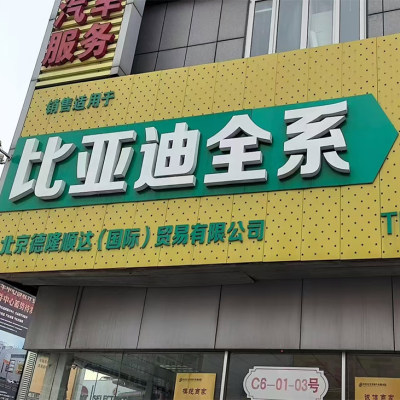 汽车
服务
销售适用于
比亚迪全系
北京德隆顺达(国际)贸易有限公司
T
C6-01-03号